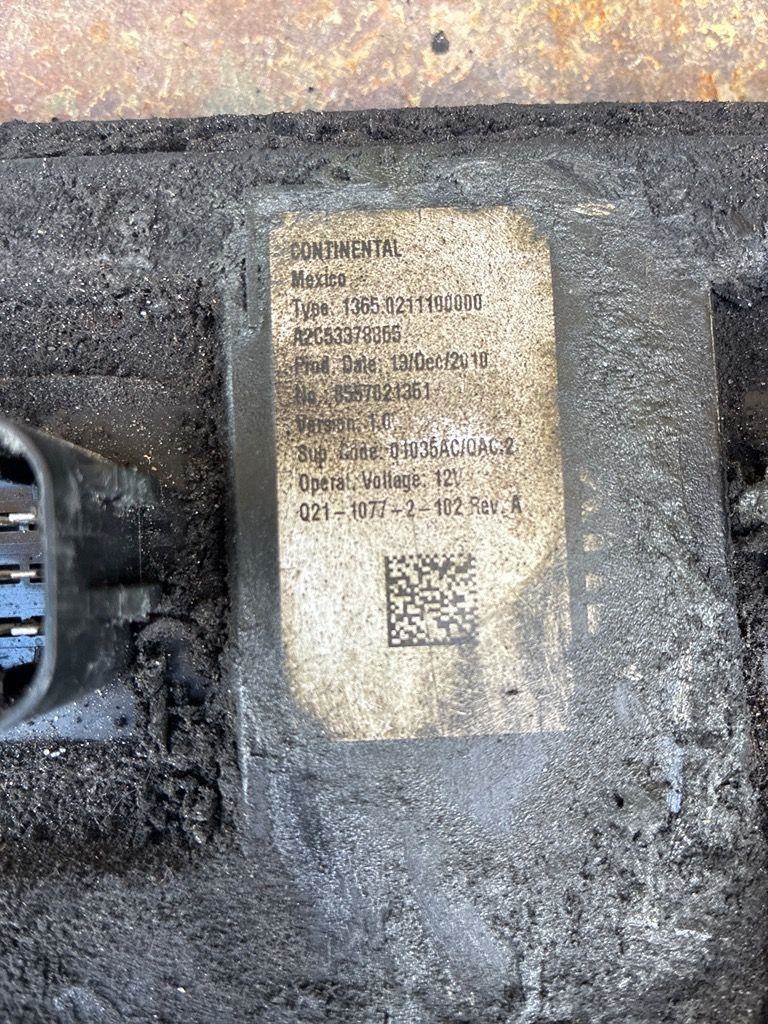 CONTINENTAL
Mexico
Type: 1365.0211100000
A2C53378355
Prod. Date: 13/Dec/2010
No.: 8557021351
Version: 1.0
Sup. Code: Q1035AC/QAC.2
Operat. Voltage: 12V
Q21-1077-2-102 Rev. A